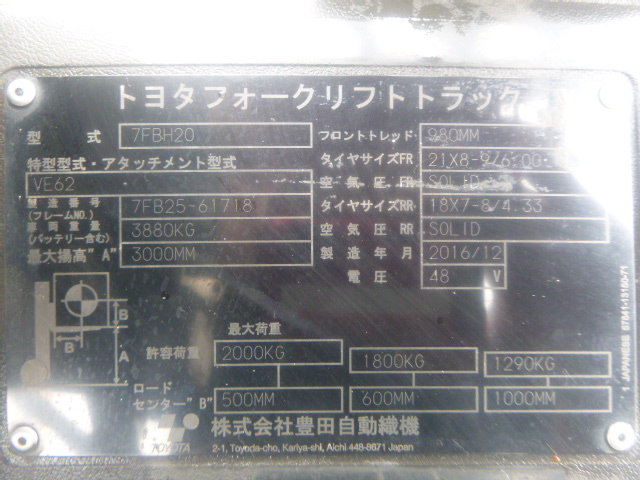 トヨタフォークリフトトラック
型式 7FBH20 フロントトレッド 980MM
特型型式・アタッチメント型式 タイヤサイズFR 21X8-9/6.00
VE62 空気圧FR SOLID
製造番号(フレームNO.) 7FB25-61718 タイヤサイズRR 18X7-8/4.33
車両重量(バッテリー含む) 3880KG 空気圧RR SOLID
最大揚高"A" 3000MM 製造年月 2016/12
電圧 48 V
B
B
A
最大荷重
許容荷重 2000KG 1800KG 1290KG
ロードセンター"B" 500MM 600MM 1000MM
TOYOTA 株式会社豊田自動織機
2-1, Toyoda-cho, Kariya-shi, Aichi 448-8671 Japan
JAPANESE